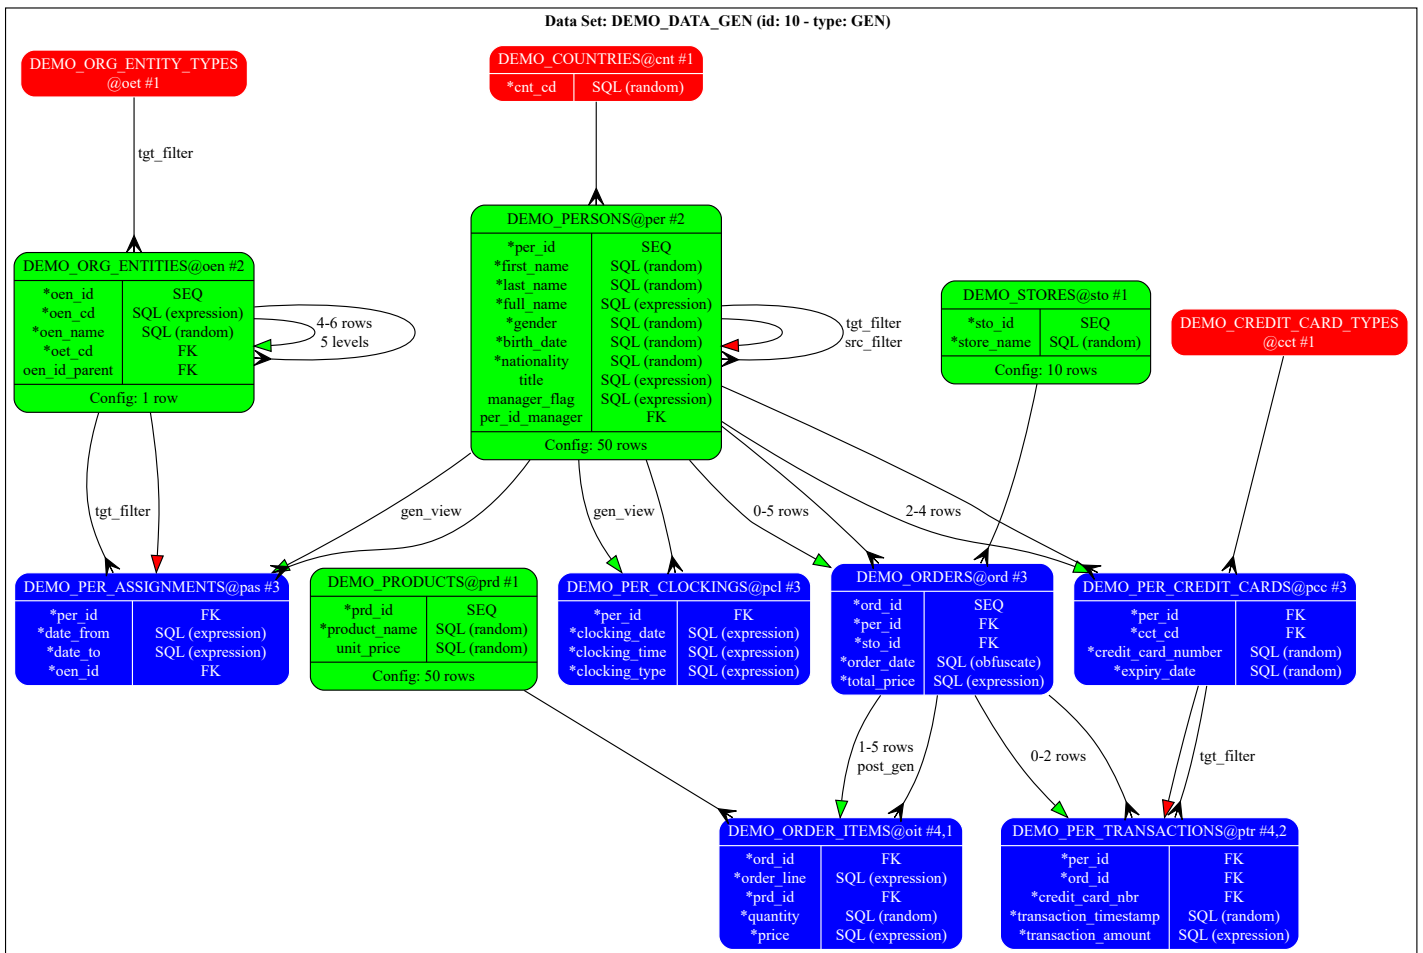 Data Set: DEMO_DATA_GEN (id: 10 - type: GEN)
DEMO_ORG_ENTITY_TYPES
@oet #1
DEMO_COUNTRIES@cnt #1
*cnt_cd SQL (random)
tgt_filter
DEMO_PERSONS@per #2
*per_id SEQ
*first_name SQL (random)
*last_name SQL (random)
*full_name SQL (expression)
*gender SQL (random)
*birth_date SQL (random)
*nationality SQL (random)
title SQL (expression)
manager_flag SQL (expression)
per_id_manager FK
Config: 50 rows
tgt_filter
src_filter
DEMO_ORG_ENTITIES@oen #2
*oen_id SEQ
*oen_cd SQL (expression)
*oen_name SQL (random)
*oet_cd FK
oen_id_parent FK
Config: 1 row
4-6 rows
5 levels
DEMO_STORES@sto #1
*sto_id SEQ
*store_name SQL (random)
Config: 10 rows
DEMO_CREDIT_CARD_TYPES
@cct #1
tgt_filter
gen_view
gen_view
0-5 rows
2-4 rows
DEMO_PER_ASSIGNMENTS@pas #3
*per_id FK
*date_from SQL (expression)
*date_to SQL (expression)
*oen_id FK
DEMO_PRODUCTS@prd #1
*prd_id SEQ
*product_name SQL (random)
unit_price SQL (random)
Config: 50 rows
DEMO_PER_CLOCKINGS@pcl #3
*per_id FK
*clocking_date SQL (expression)
*clocking_time SQL (expression)
*clocking_type SQL (expression)
DEMO_ORDERS@ord #3
*ord_id SEQ
*per_id FK
*sto_id FK
*order_date SQL (obfuscate)
*total_price SQL (expression)
DEMO_PER_CREDIT_CARDS@pcc #3
*per_id FK
*cct_cd FK
*credit_card_number SQL (random)
*expiry_date SQL (random)
1-5 rows
post_gen
0-2 rows
tgt_filter
DEMO_ORDER_ITEMS@oit #4,1
*ord_id FK
*order_line SQL (expression)
*prd_id FK
*quantity SQL (random)
*price SQL (expression)
DEMO_PER_TRANSACTIONS@ptr #4,2
*per_id FK
*ord_id FK
*credit_card_nbr FK
*transaction_timestamp SQL (random)
*transaction_amount SQL (expression)